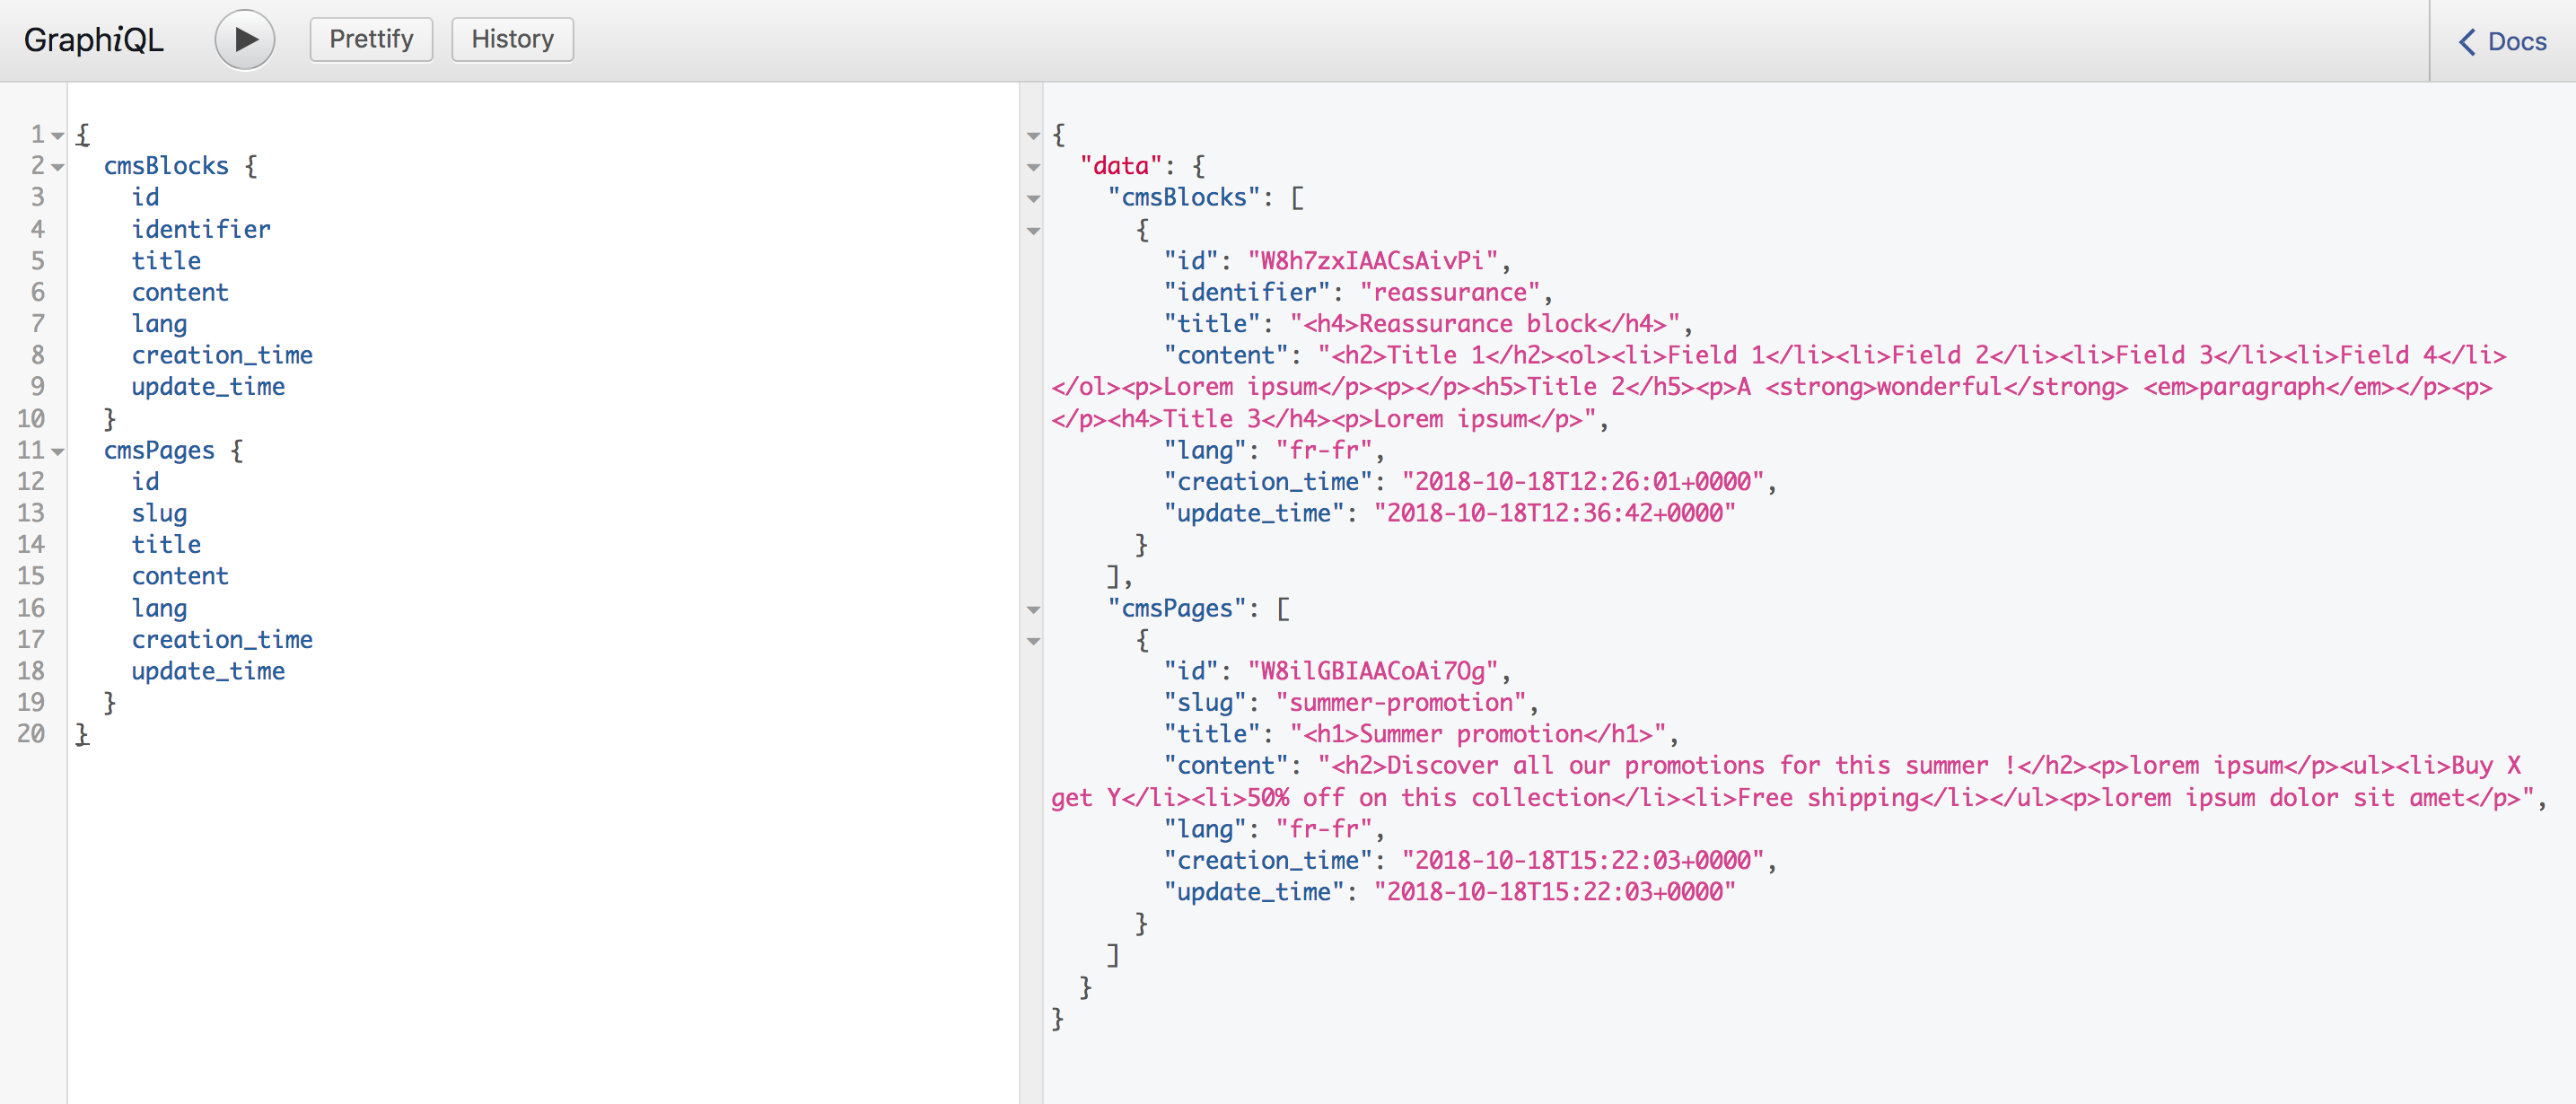 GraphiQL Prettify History Docs
1 {
2 cmsBlocks {
3 id
4 identifier
5 title
6 content
7 lang
8 creation_time
9 update_time
10 }
11 cmsPages {
12 id
13 slug
14 title
15 content
16 lang
17 creation_time
18 update_time
19 }
20 }
{
"data": {
"cmsBlocks": [
{
"id": "W8h7zxIAACsAivPi",
"identifier": "reassurance",
"title": "<h4>Reassurance block</h4>",
"content": "<h2>Title 1</h2><ol><li>Field 1</li><li>Field 2</li><li>Field 3</li><li>Field 4</li>
</ol><p>Lorem ipsum</p><p></p><h5>Title 2</h5><p>A <strong>wonderful</strong> <em>paragraph</em></p><p>
</p><h4>Title 3</h4><p>Lorem ipsum</p>",
"lang": "fr-fr",
"creation_time": "2018-10-18T12:26:01+0000",
"update_time": "2018-10-18T12:36:42+0000"
}
],
"cmsPages": [
{
"id": "W8ilGBIAACoAi7Og",
"slug": "summer-promotion",
"title": "<h1>Summer promotion</h1>",
"content": "<h2>Discover all our promotions for this summer !</h2><p>lorem ipsum</p><ul><li>Buy X
get Y</li><li>50% off on this collection</li><li>Free shipping</li></ul><p>lorem ipsum dolor sit amet</p>",
"lang": "fr-fr",
"creation_time": "2018-10-18T15:22:03+0000",
"update_time": "2018-10-18T15:22:03+0000"
}
]
}
}